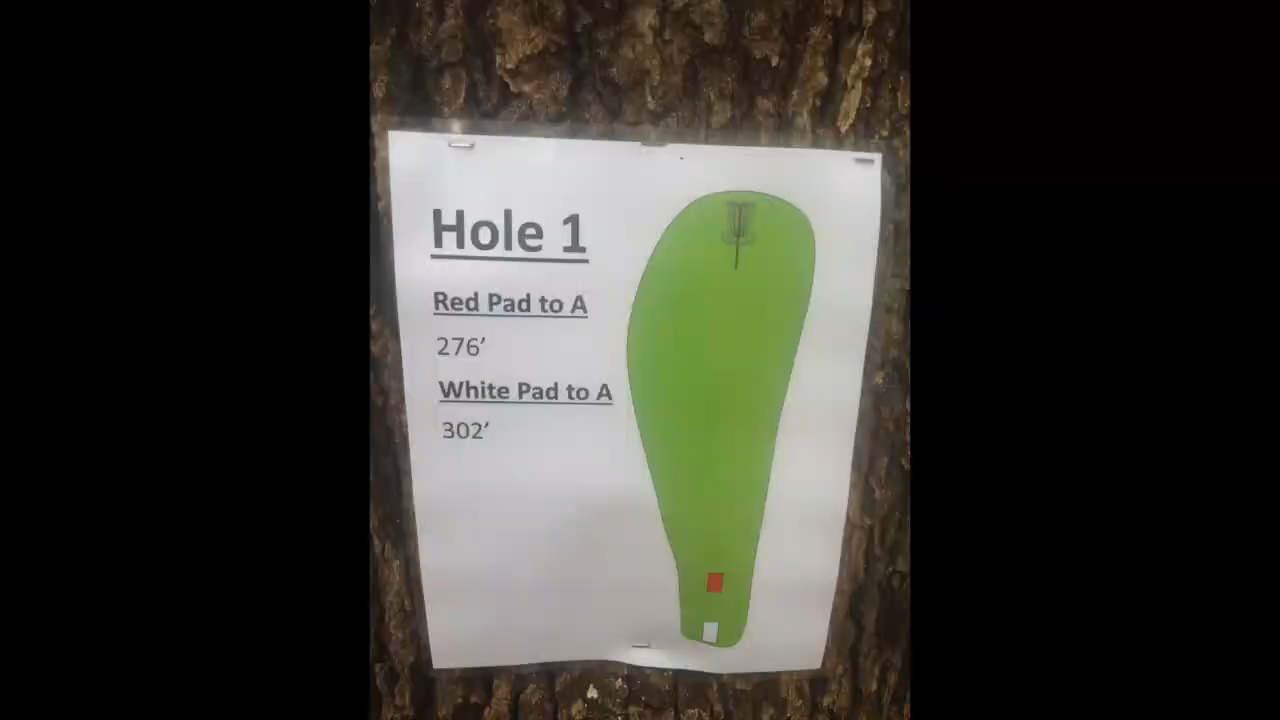 Hole 1
Red Pad to A
276’
White Pad to A
302’